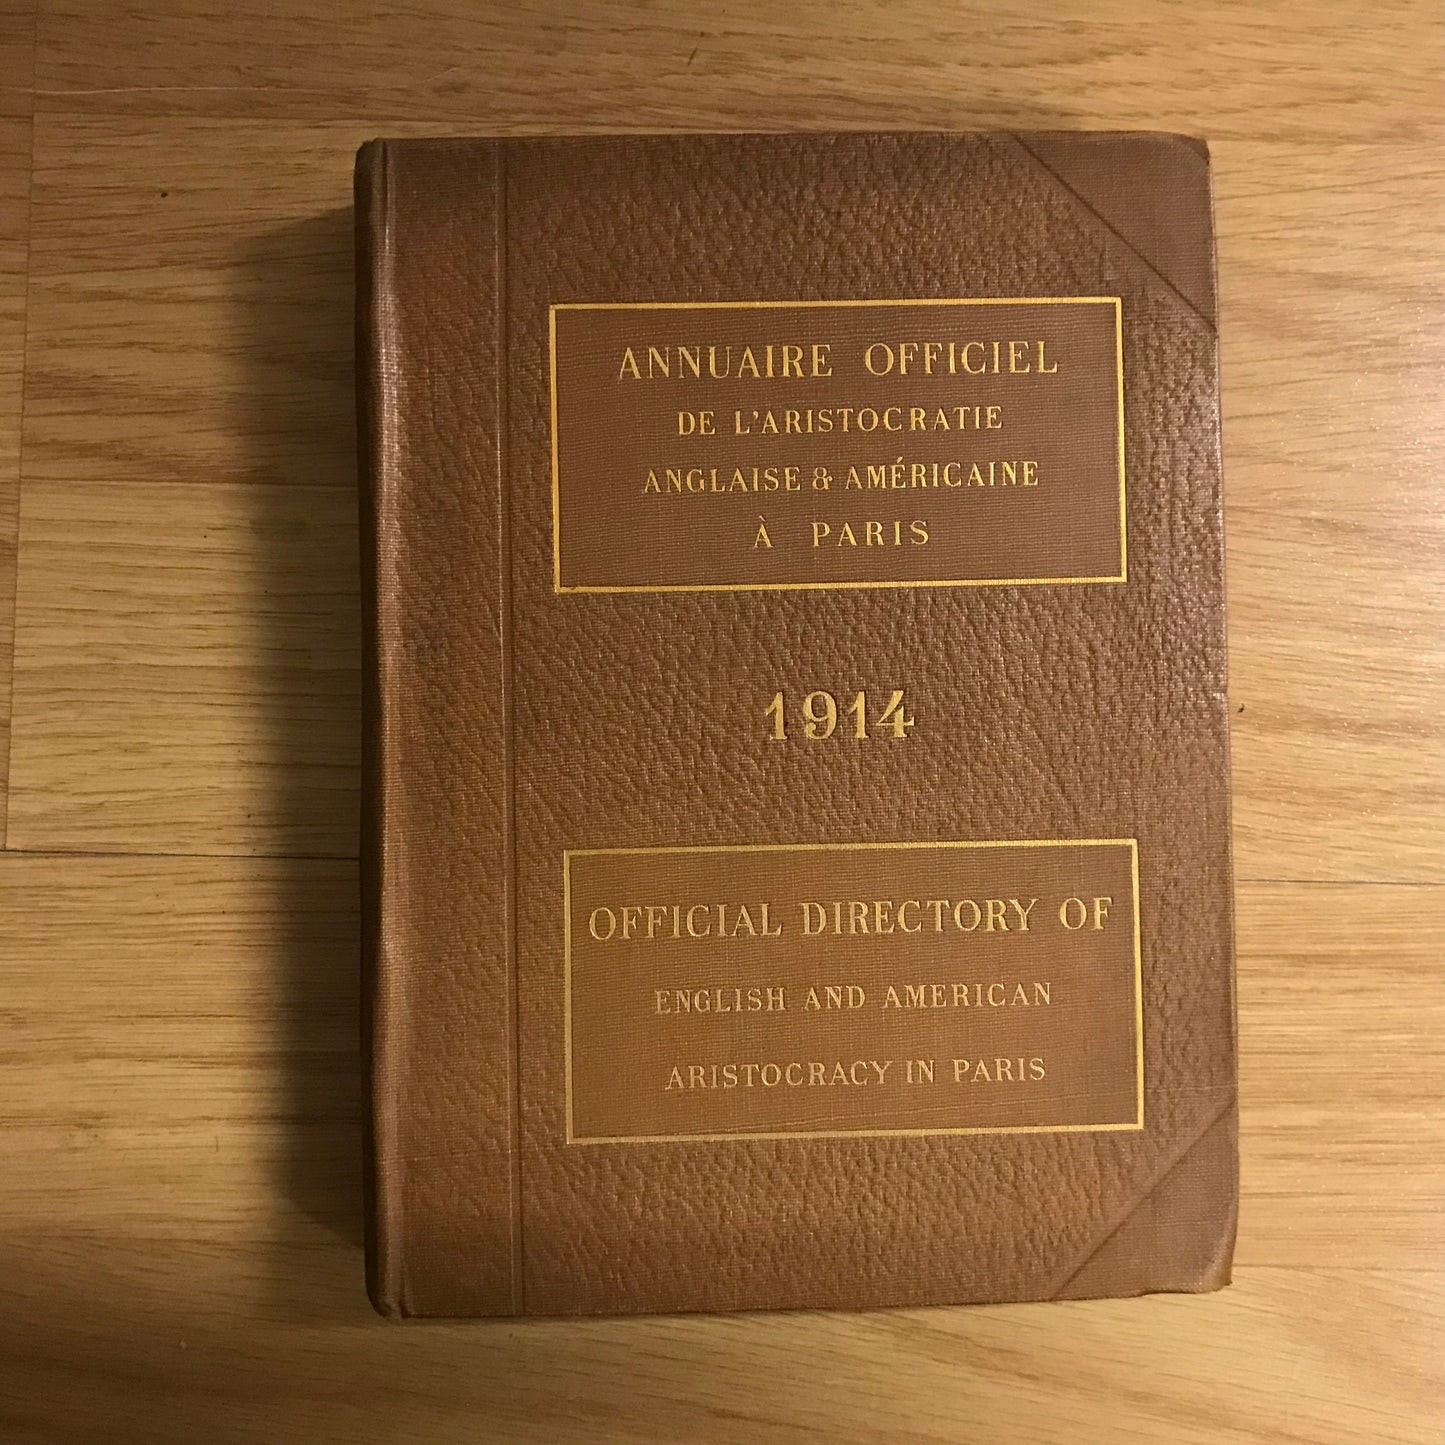 ANNUAIRE OFFICIEL
DE L'ARISTOCRATIE
ANGLAISE & AMÉRICAINE
À PARIS
1914
OFFICIAL DIRECTORY OF
ENGLISH AND AMERICAN
ARISTOCRACY IN PARIS